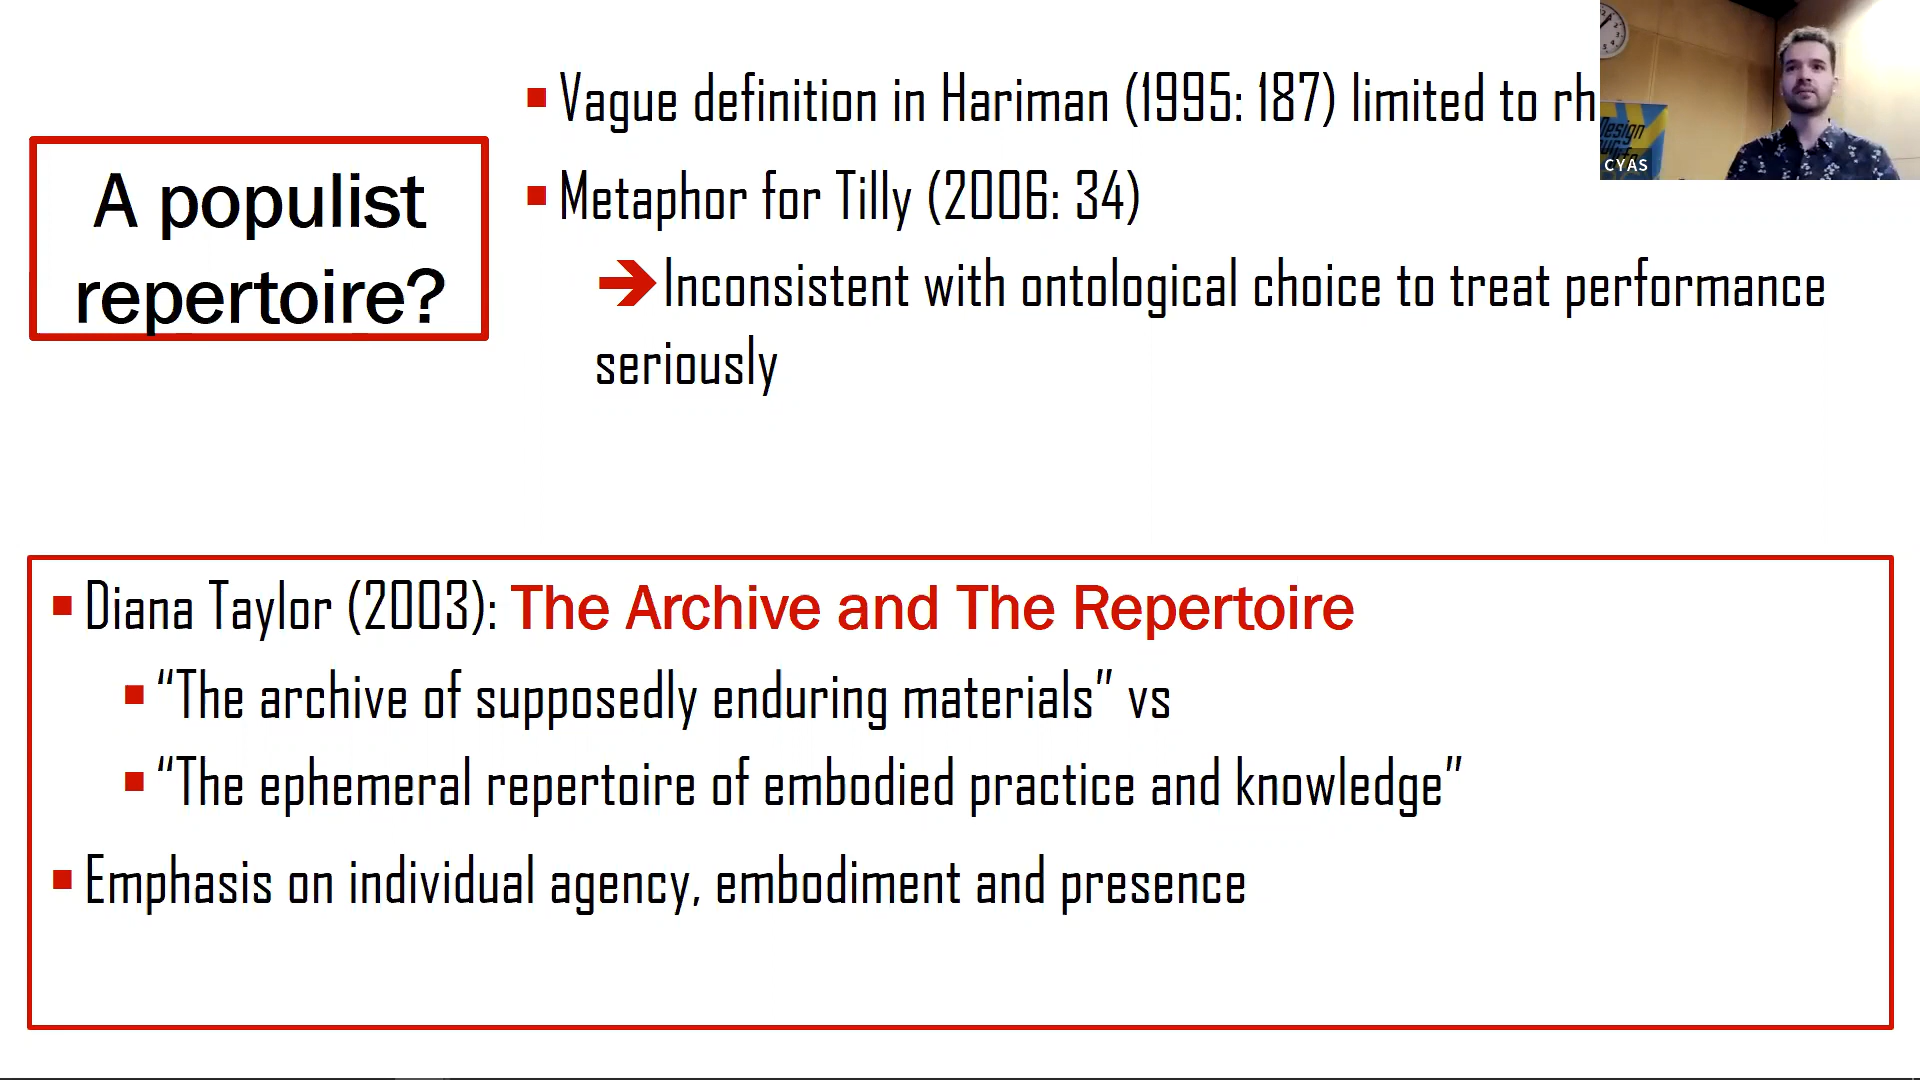 A populist
repertoire?
Vague definition in Hariman (1995: 187) limited to
Metaphor for Tilly (2006: 34)
Inconsistent with ontological choice to treat performance
seriously
Design
CYAS
Diana Taylor (2003): The Archive and The Repertoire
“The archive of supposedly enduring materials” vs
“The ephemeral repertoire of embodied practice and knowledge”
Emphasis on individual agency, embodiment and presence